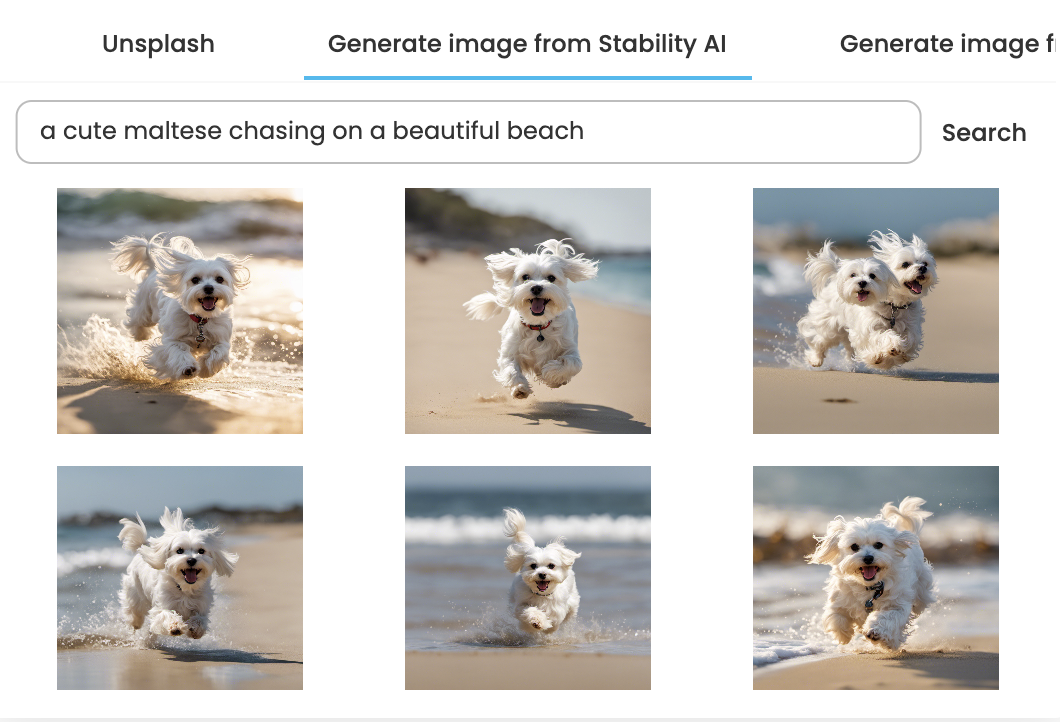 Unsplash
Generate image from Stability AI
Generate image f
a cute maltese chasing on a beautiful beach
Search